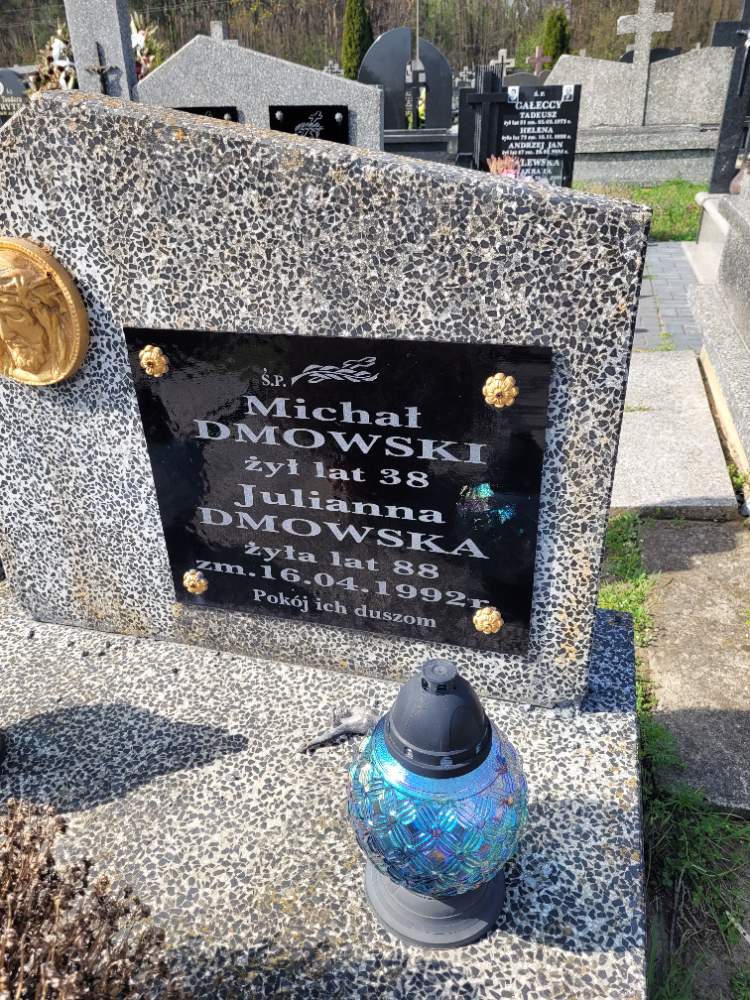 Ś.P.
Michał
DMOWSKI
żył lat 38
Julianna
DMOWSKA
żyła lat 88
zm.16.04.1992r.
Pokój ich duszom
Ś.P.
GAŁECCY
TADEUSZ
HELENA
ANDRZEJ JAN